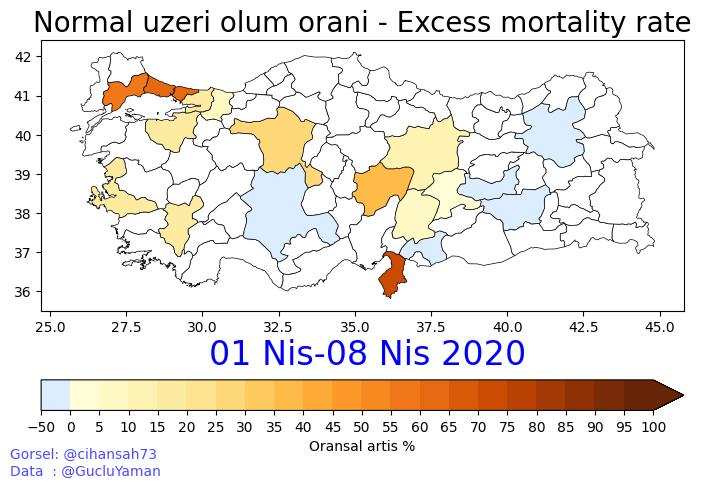 Normal uzeri olum orani - Excess mortality rate
42
41
40
39
38
37
36
25.0 27.5 30.0 32.5 35.0 37.5 40.0 42.5 45.0
01 Nis-08 Nis 2020
−50 0 5 10 15 20 25 30 35 40 45 50 55 60 65 70 75 80 85 90 95 100
Oransal artis %
Gorsel: @cihansah73
Data : @GucluYaman